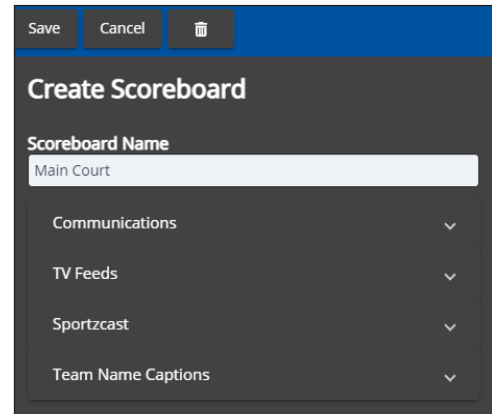 Save Cancel
Create Scoreboard
Scoreboard Name
Main Court
Communications
TV Feeds
Sportzcast
Team Name Captions